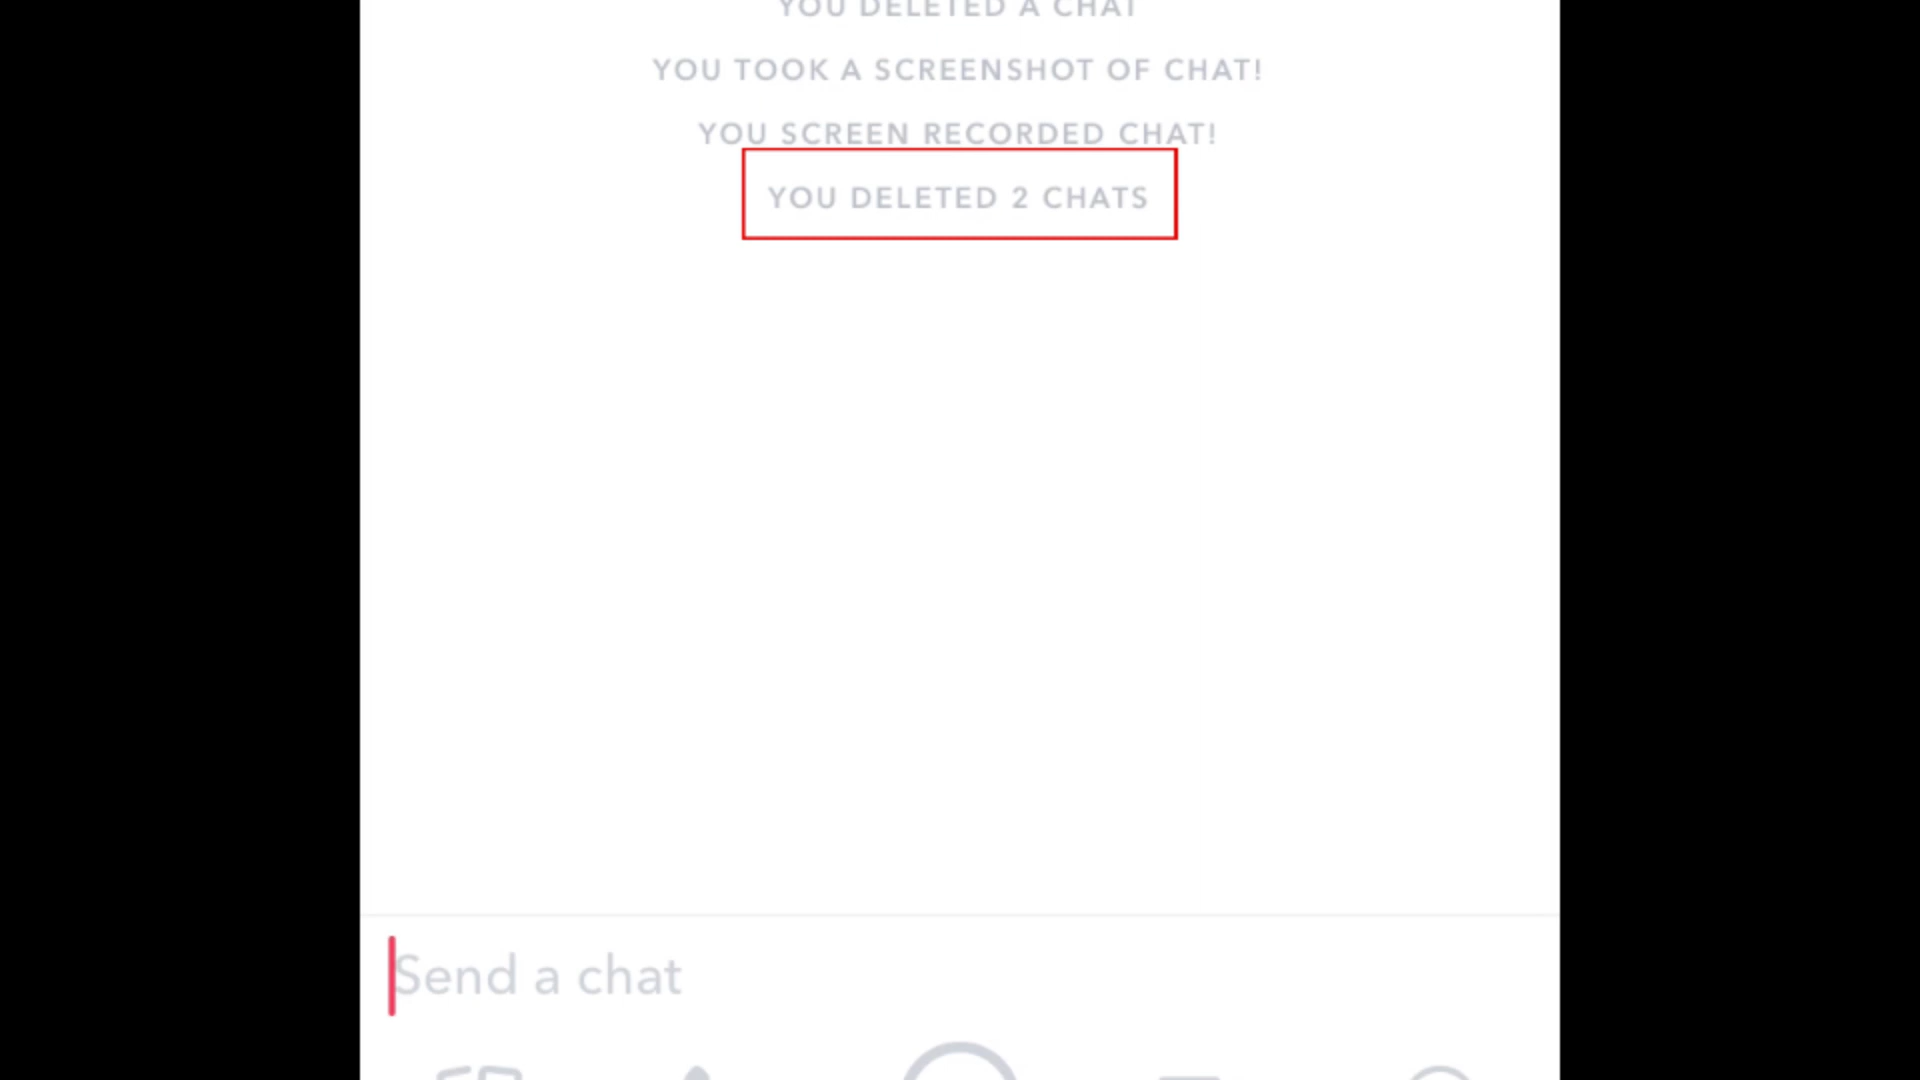 YOU DELETED A CHAT
YOU TOOK A SCREENSHOT OF CHAT!
YOU SCREEN RECORDED CHAT!
YOU DELETED 2 CHATS
Send a chat